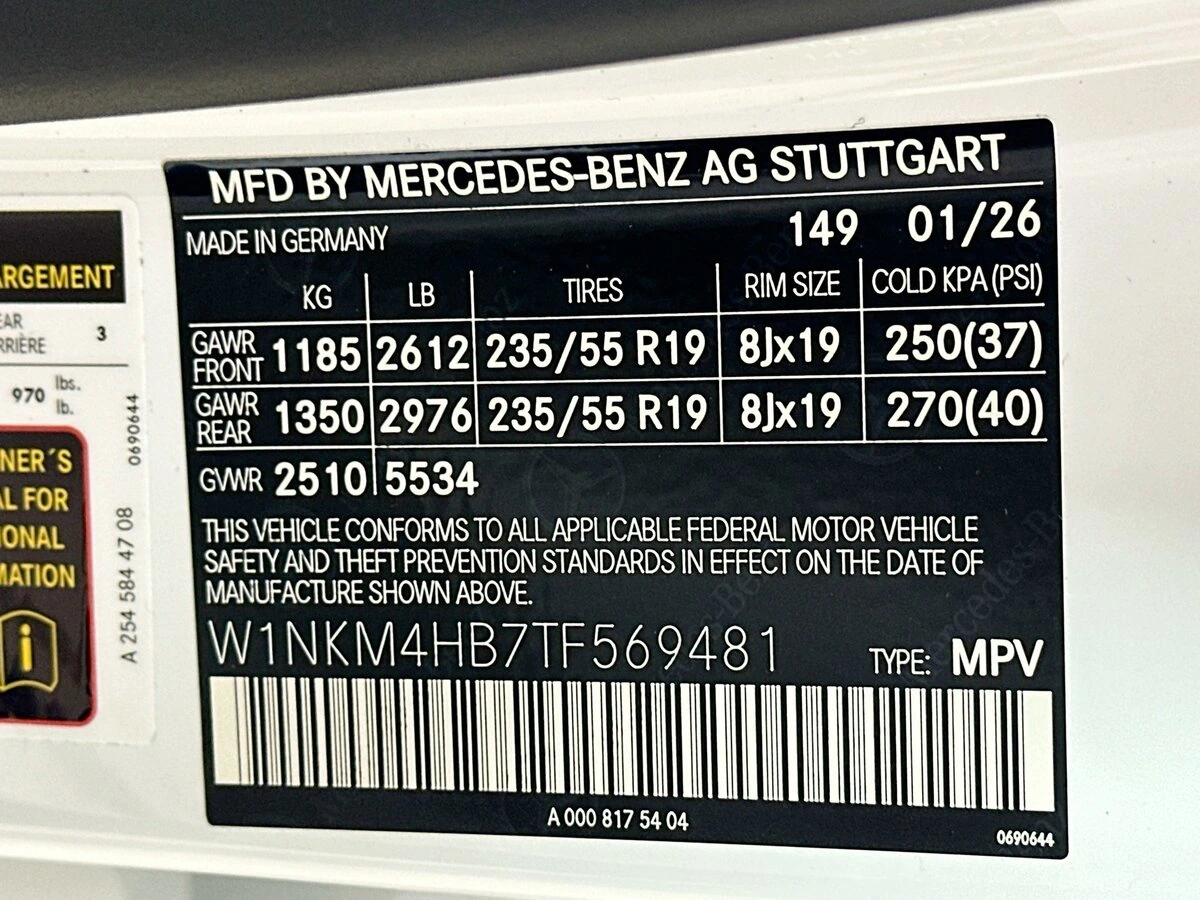 MFD BY MERCEDES-BENZ AG STUTTGART
MADE IN GERMANY 149 01/26
KG LB TIRES RIM SIZE COLD KPA (PSI)
GAWR FRONT 1185 2612 235/55 R19 8Jx19 250(37)
GAWR REAR 1350 2976 235/55 R19 8Jx19 270(40)
GVWR 2510 5534
THIS VEHICLE CONFORMS TO ALL APPLICABLE FEDERAL MOTOR VEHICLE
SAFETY AND THEFT PREVENTION STANDARDS IN EFFECT ON THE DATE OF
MANUFACTURE SHOWN ABOVE.
W1NKM4HB7TF569481 TYPE: MPV
A 000 817 54 04
0690644
ARGEMENT
EAR
RRIÈRE 3
970 lbs.
lb.
NER´S
AL FOR
IONAL
MATION
i
0690644
A 254 584 47 08